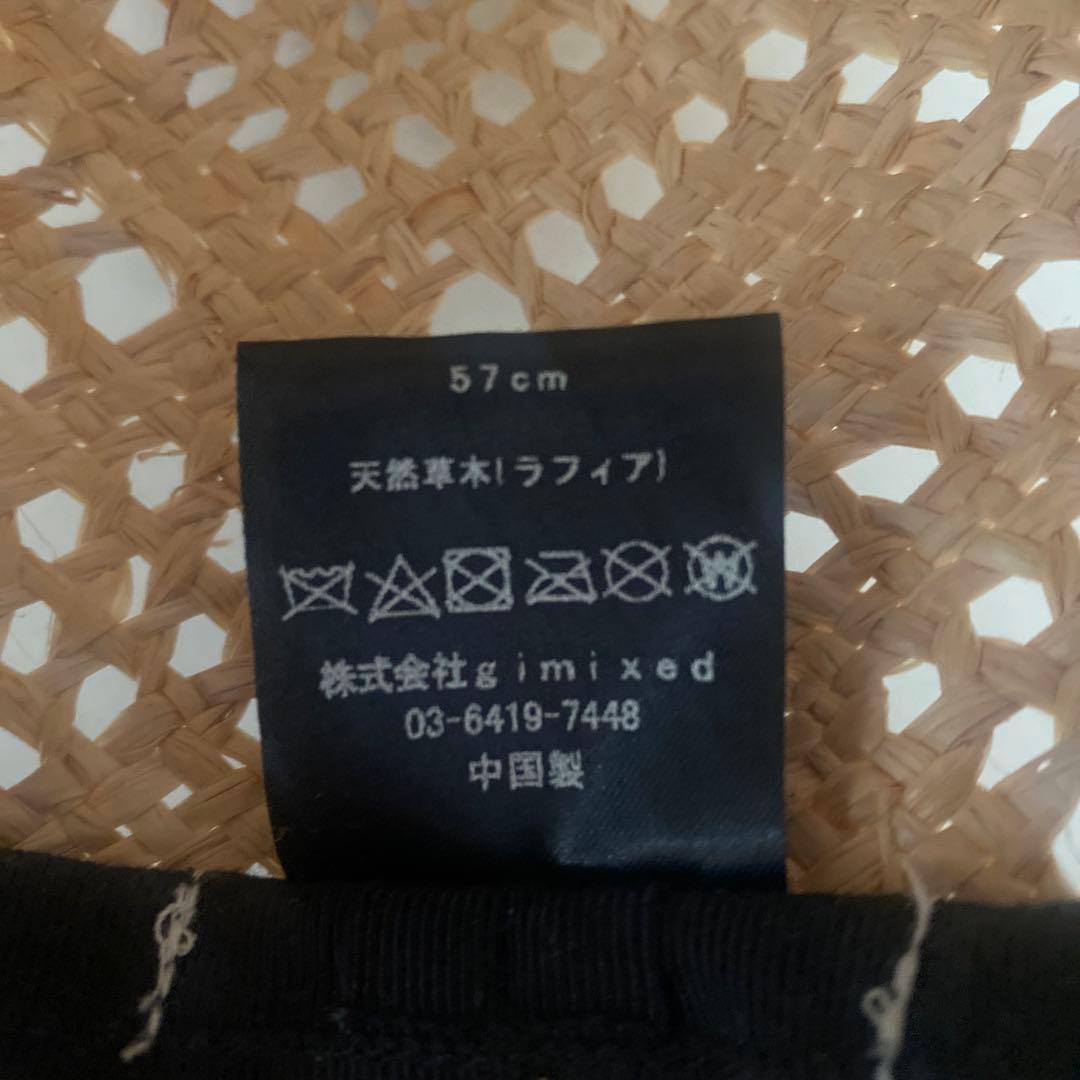 57cm
天然草木(ラフィア)
W
株式会社gimixed
03-6419-7448
中国製